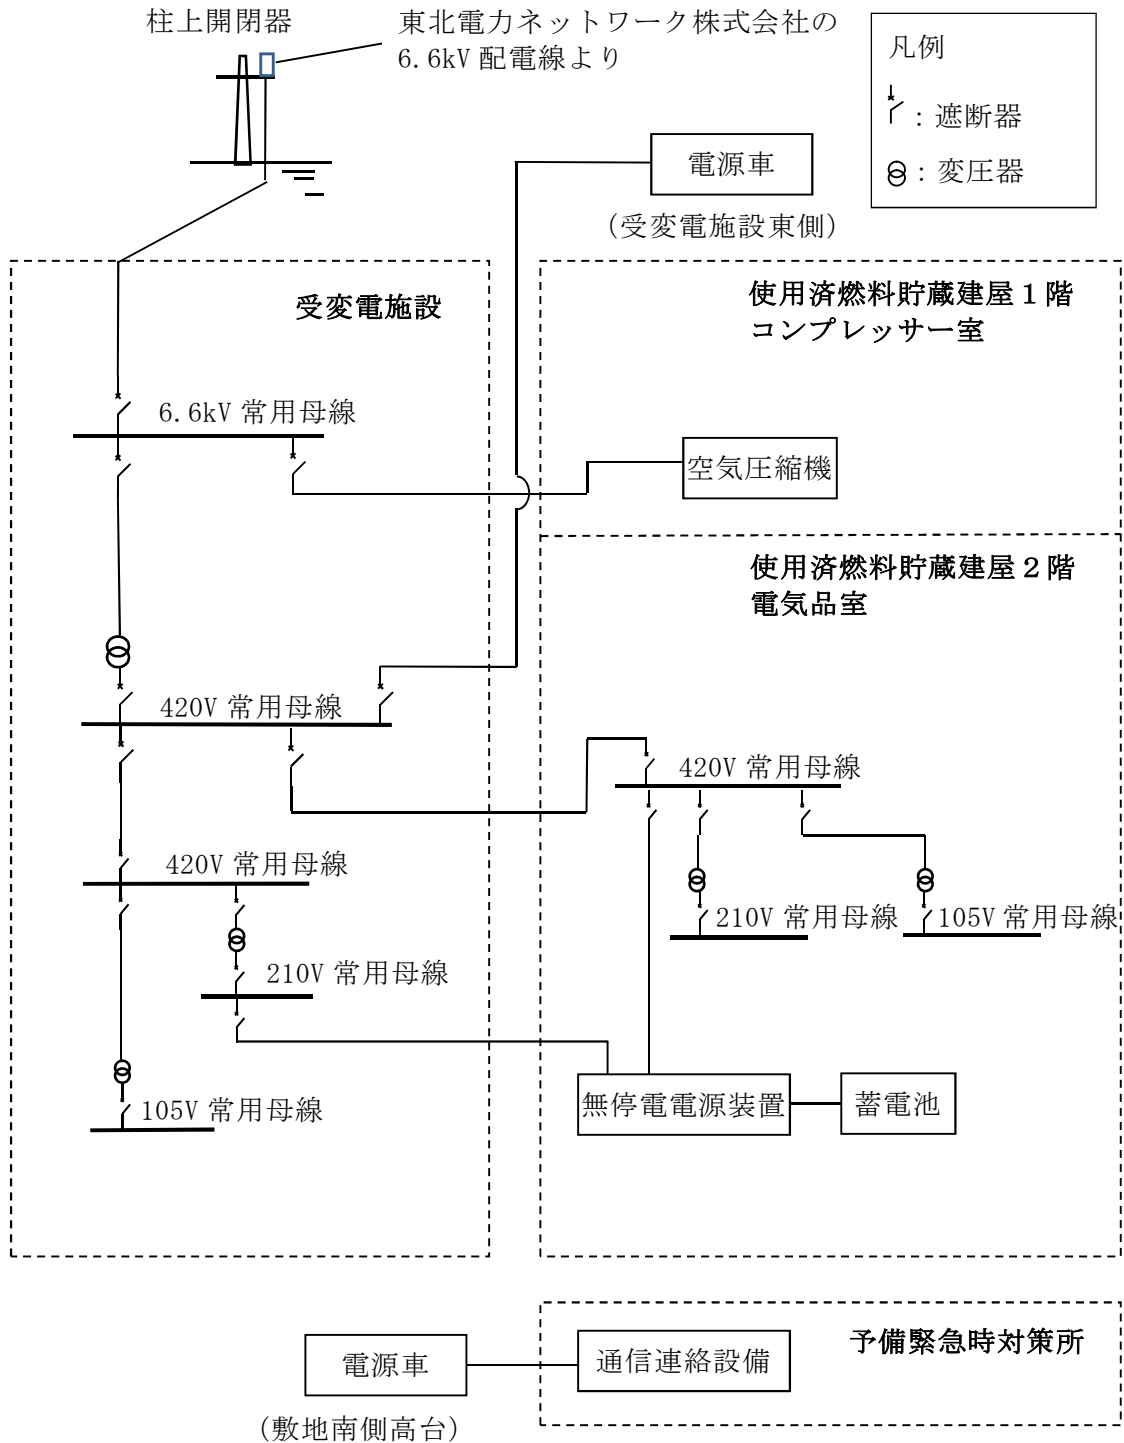 柱上開閉器
東北電力ネットワーク株式会社の
6.6kV 配電線より
凡例
：遮断器
：変圧器
電源車
(受変電施設東側)
受変電施設
使用済燃料貯蔵建屋１階
コンプレッサー室
6.6kV 常用母線
空気圧縮機
使用済燃料貯蔵建屋２階
電気品室
420V 常用母線
420V 常用母線
420V 常用母線
210V 常用母線
105V 常用母線
210V 常用母線
105V 常用母線
無停電電源装置
蓄電池
予備緊急時対策所
電源車
通信連絡設備
(敷地南側高台)